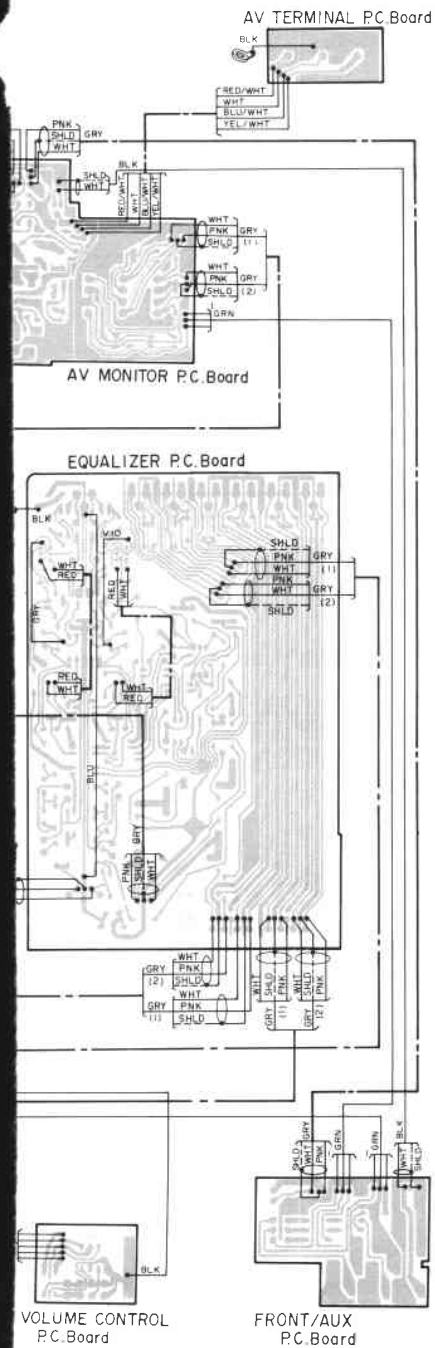 AV TERMINAL P.C.Board
BLK
RED/WHT
WHT
BLU/WHT
YEL/WHT
PNK
SHLD GRY
WHT
BLK
SHLD
WHT
RED/WHT
WHT
BLU/WHT
YEL/WHT
WHT
PNK GRY
SHLD (1)
WHT
PNK GRY
SHLD (2)
GRN
AV MONITOR P.C.Board
EQUALIZER P.C.Board
BLK
VIO
WHT
RED
GRY
RED
WHT
SHLD
PNK GRY
WHT (1)
PNK
WHT GRY
SHLD (2)
RED
WHT
WHT
RED
BLU
GRY
PNK
SHLD
WHT
WHT
GRY PNK
(2) SHLD
WHT
GRY PNK
(1) SHLD
WHT
SHLD
PNK
GRY (1)
WHT
SHLD
PNK
GRY (2)
GRY
SHLD
WHT
PNK
GRN
GRN
BLK
WHT
SHLD
BLK
VOLUME CONTROL
P.C.Board
FRONT/AUX
P.C.Board